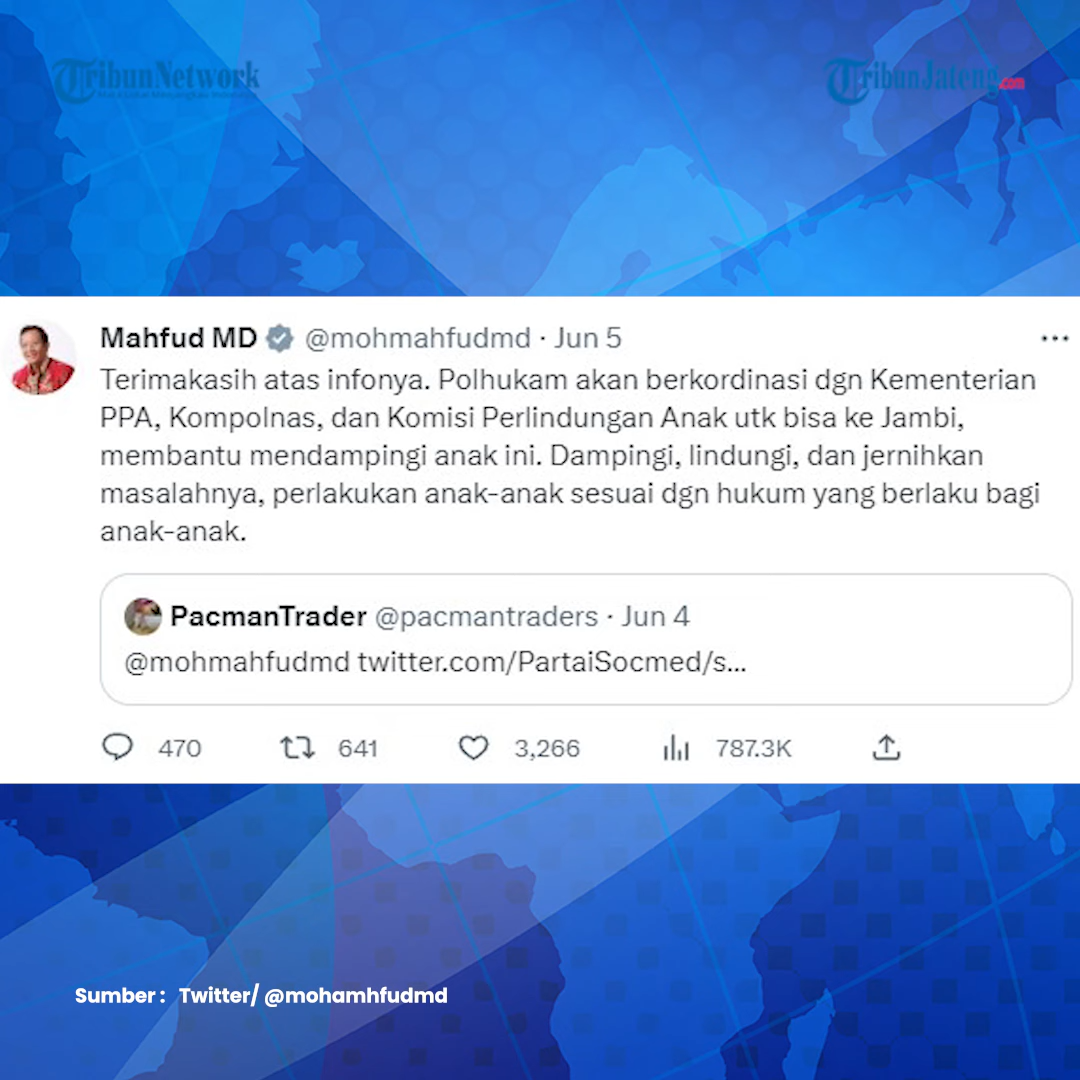 TribunNetwork
TribunJateng.com
Mahfud MD @mohmahfudmd · Jun 5
Terimakasih atas infonya. Polhukam akan berkordinasi dgn Kementerian
PPA, Kompolnas, dan Komisi Perlindungan Anak utk bisa ke Jambi,
membantu mendampingi anak ini. Dampingi, lindungi, dan jernihkan
masalahnya, perlakukan anak-anak sesuai dgn hukum yang berlaku bagi
anak-anak.
PacmanTrader @pacmantraders · Jun 4
@mohmahfudmd twitter.com/PartaiSocmed/s...
470 641 3,266 787.3K
Sumber : Twitter/ @mohamhfudmd